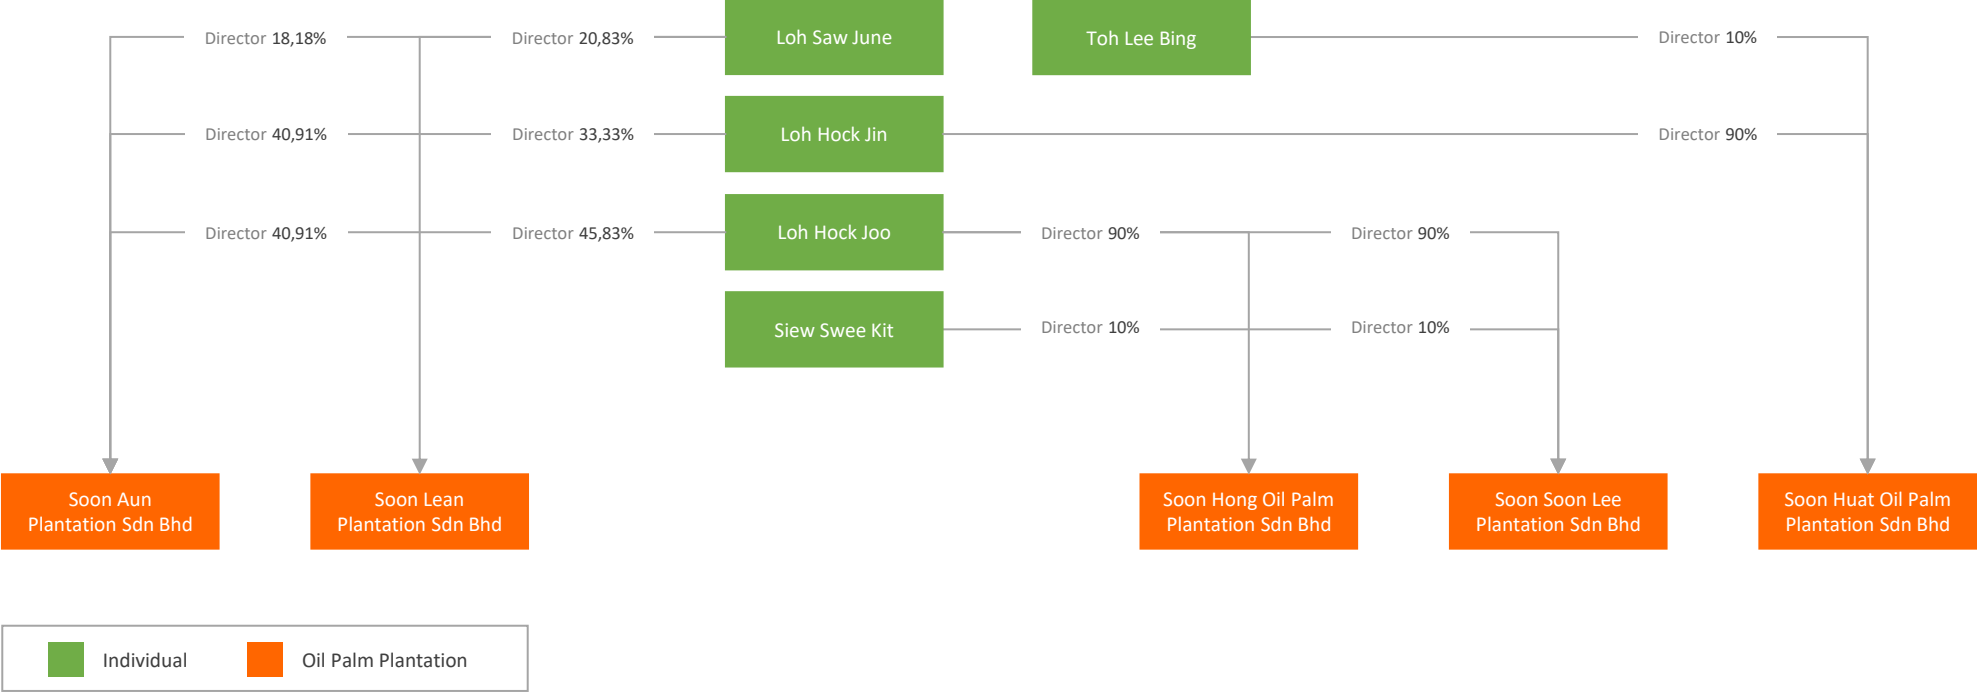 Director 18,18%
Director 20,83%
Loh Saw June
Toh Lee Bing
Director 10%
Director 40,91%
Director 33,33%
Loh Hock Jin
Director 90%
Director 40,91%
Director 45,83%
Loh Hock Joo
Director 90%
Director 90%
Siew Swee Kit
Director 10%
Director 10%
Soon Aun
Plantation Sdn Bhd
Soon Lean
Plantation Sdn Bhd
Soon Hong Oil Palm
Plantation Sdn Bhd
Soon Soon Lee
Plantation Sdn Bhd
Soon Huat Oil Palm
Plantation Sdn Bhd
Individual
Oil Palm Plantation